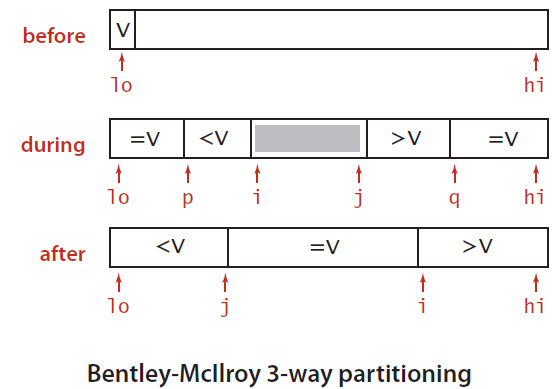 before V
lo hi
during =V <V >V =V
lo p i j q hi
after <V =V >V
lo j i hi
Bentley-McIlroy 3-way partitioning